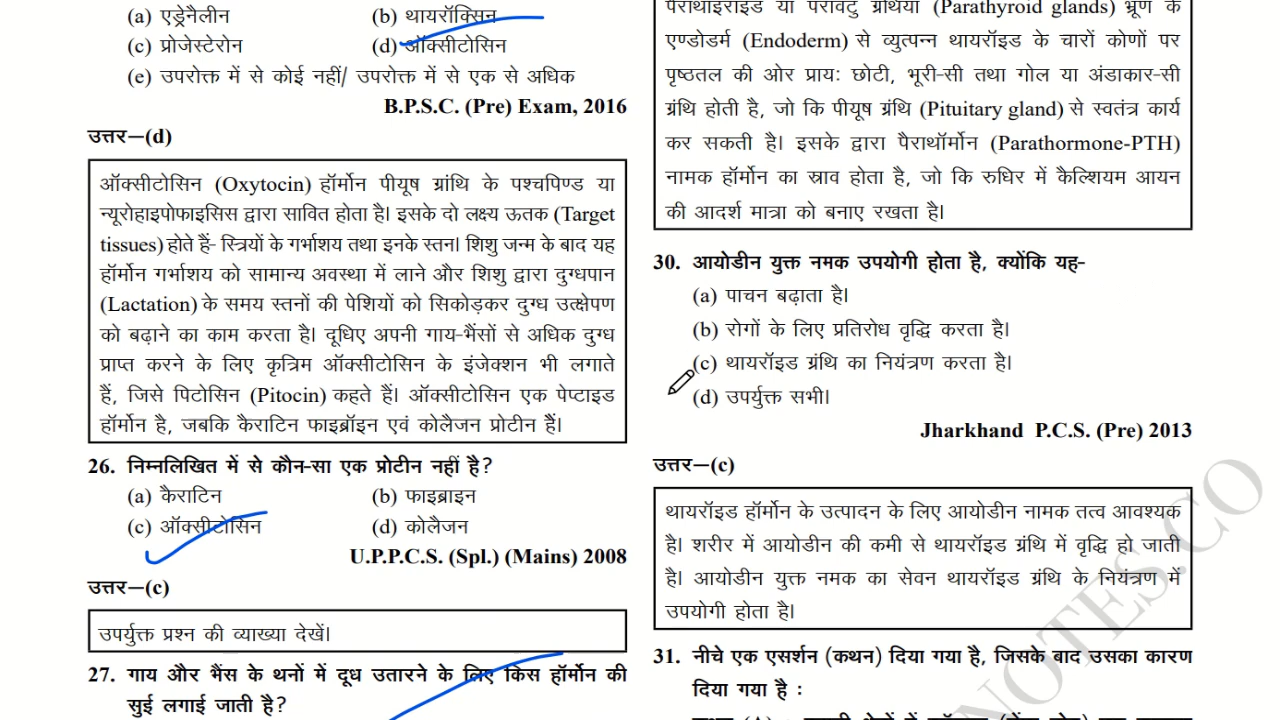 (a) एड्रेनैलीन (b) थायरॉक्सिन
(c) प्रोजेस्टेरोन (d) ऑक्सीटोसिन
(e) उपरोक्त में से कोई नहीं/ उपरोक्त में से एक से अधिक
B.P.S.C. (Pre) Exam, 2016
उत्तर–(d)
ऑक्सीटोसिन (Oxytocin) हॉर्मोन पीयूष ग्रांथि के पश्चपिण्ड या
न्यूरोहाइपोफाइसिस द्वारा स्रावित होता है। इसके दो लक्ष्य ऊतक (Target
tissues) होते हैं- स्त्रियों के गर्भाशय तथा इनके स्तन। शिशु जन्म के बाद यह
हॉर्मोन गर्भाशय को सामान्य अवस्था में लाने और शिशु द्वारा दुग्धपान
(Lactation) के समय स्तनों की पेशियों को सिकोड़कर दुग्ध उत्क्षेपण
को बढ़ाने का काम करता है। दूधिए अपनी गाय-भैंसों से अधिक दुग्ध
प्राप्त करने के लिए कृत्रिम ऑक्सीटोसिन के इंजेक्शन भी लगाते
हैं, जिसे पिटोसिन (Pitocin) कहते हैं। ऑक्सीटोसिन एक पेप्टाइड
हॉर्मोन है, जबकि कैराटिन फाइब्रॉइन एवं कोलैजन प्रोटीन हैं।
26. निम्नलिखित में से कौन-सा एक प्रोटीन नहीं है?
(a) कैराटिन (b) फाइब्राइन
(c) ऑक्सीटोसिन (d) कोलैजन
U.P.P.C.S. (Spl.) (Mains) 2008
उत्तर–(c)
उपर्युक्त प्रश्न की व्याख्या देखें।
27. गाय और भैंस के थनों में दूध उतारने के लिए किस हॉर्मोन की
सुई लगाई जाती है?
पैराथाइराइड या परावटु ग्रंथियां (Parathyroid glands) भ्रूण के
एण्डोडर्म (Endoderm) से व्युत्पन्न थायरॉइड के चारों कोणों पर
पृष्ठतल की ओर प्रायः छोटी, भूरी-सी तथा गोल या अंडाकार-सी
ग्रंथि होती है, जो कि पीयूष ग्रंथि (Pituitary gland) से स्वतंत्र कार्य
कर सकती है। इसके द्वारा पैराथॉर्मोन (Parathormone-PTH)
नामक हॉर्मोन का स्राव होता है, जो कि रुधिर में कैल्शियम आयन
की आदर्श मात्रा को बनाए रखता है।
30. आयोडीन युक्त नमक उपयोगी होता है, क्योंकि यह-
(a) पाचन बढ़ाता है।
(b) रोगों के लिए प्रतिरोध वृद्धि करता है।
(c) थायरॉइड ग्रंथि का नियंत्रण करता है।
(d) उपर्युक्त सभी।
Jharkhand P.C.S. (Pre) 2013
उत्तर–(c)
थायरॉइड हॉर्मोन के उत्पादन के लिए आयोडीन नामक तत्व आवश्यक
है। शरीर में आयोडीन की कमी से थायरॉइड ग्रंथि में वृद्धि हो जाती
है। आयोडीन युक्त नमक का सेवन थायरॉइड ग्रंथि के नियंत्रण में
उपयोगी होता है।
31. नीचे एक एसर्शन (कथन) दिया गया है, जिसके बाद उसका कारण
दिया गया है :
NOTES.CO